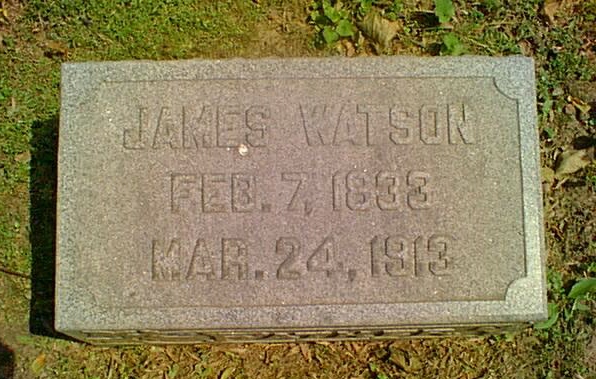 JAMES WATSON
FEB. 7, 1833
MAR. 24, 1913